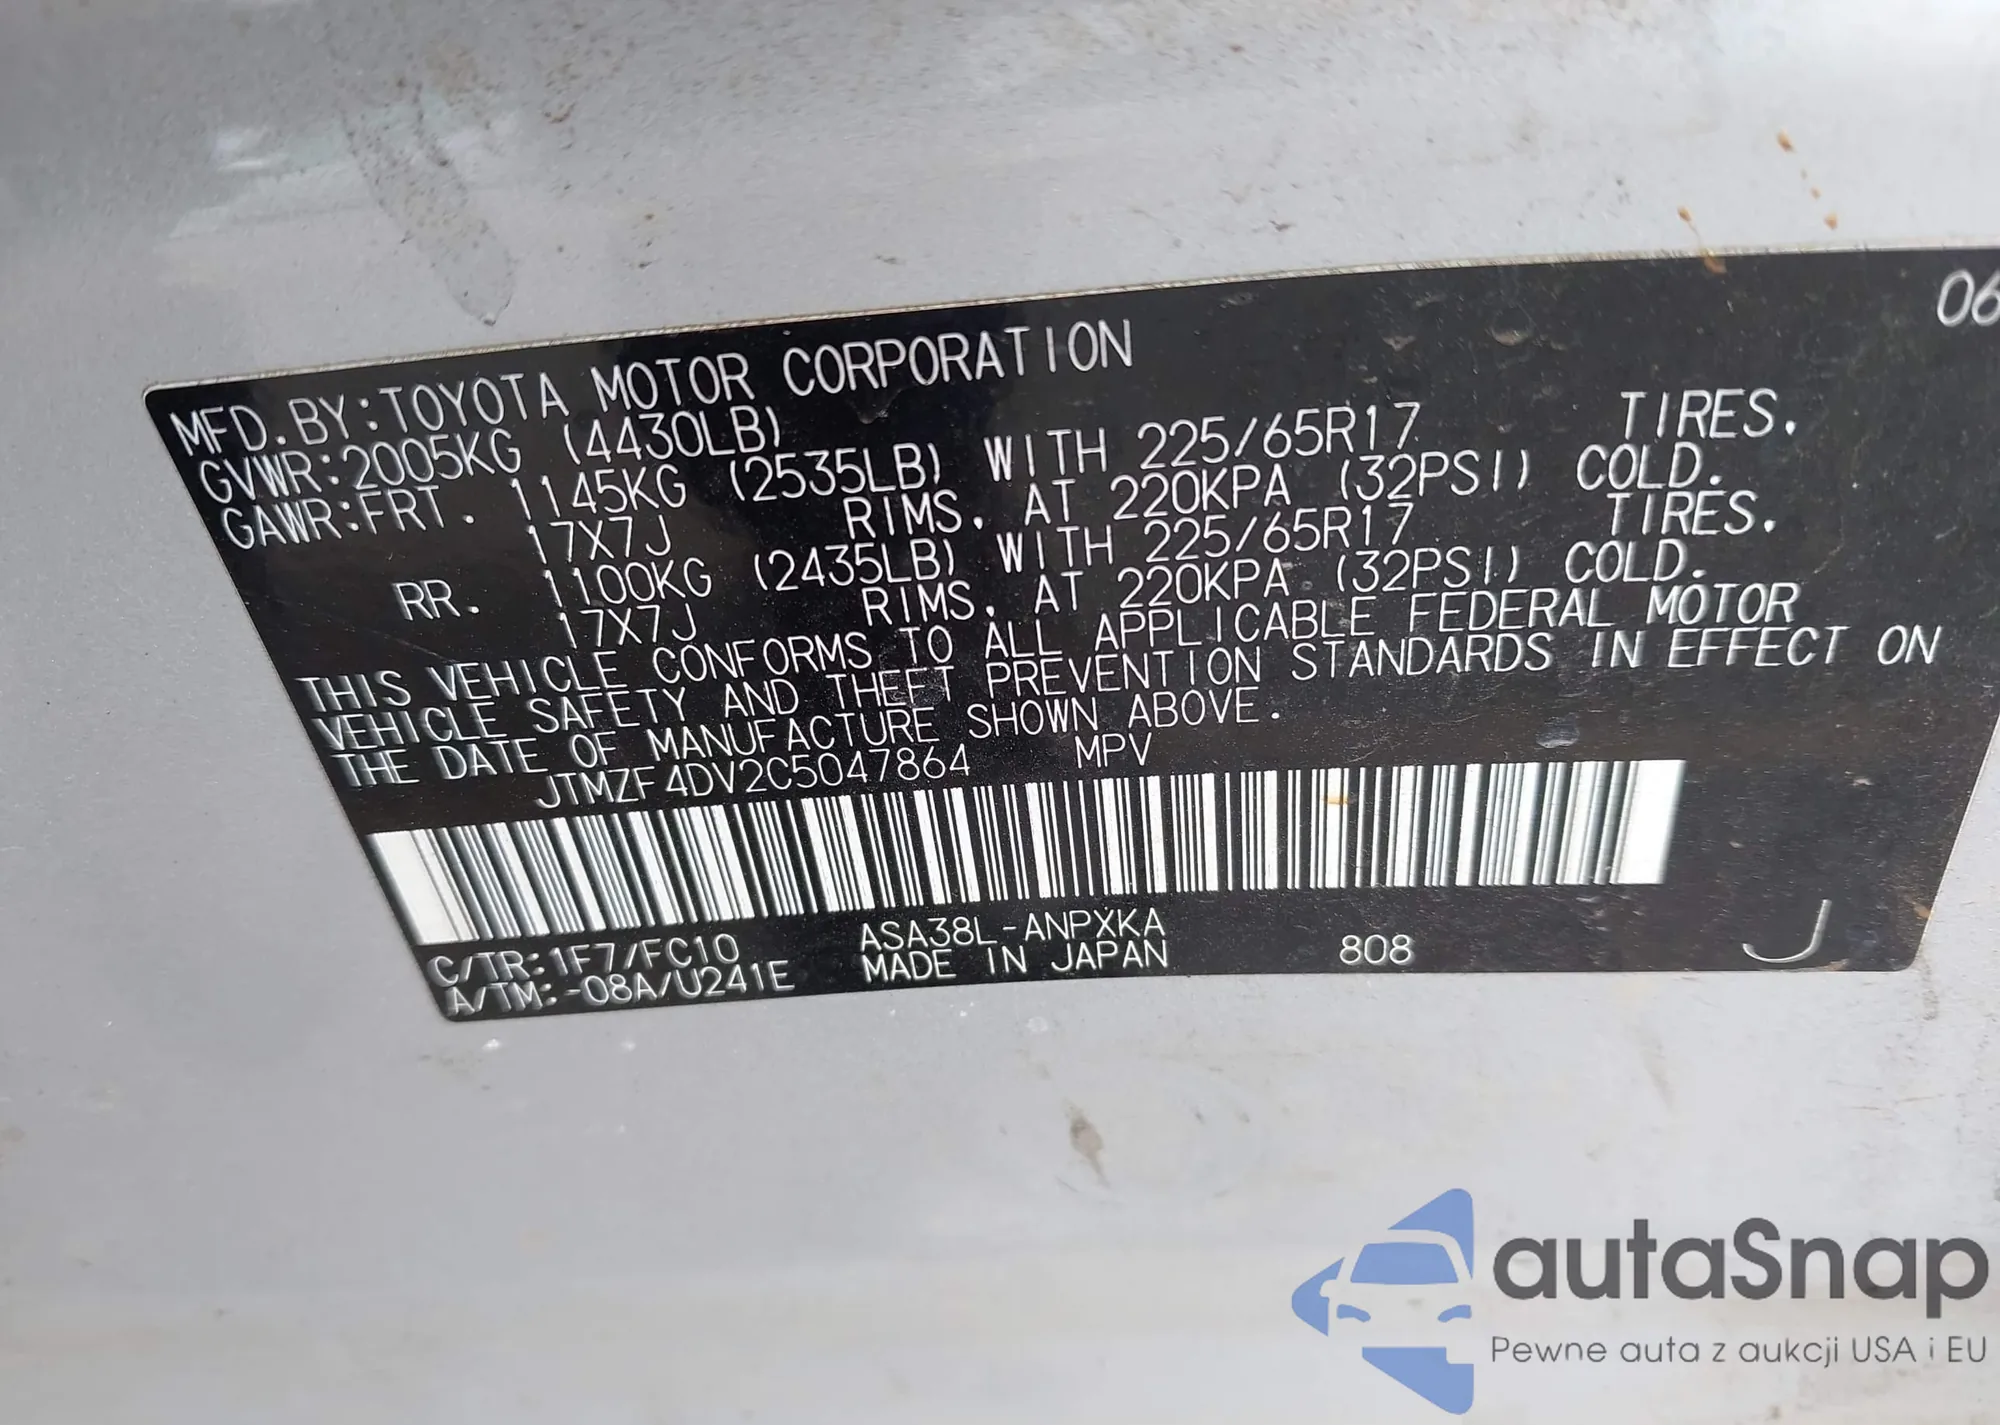 06
MFD.BY:TOYOTA MOTOR CORPORATION
GVWR:2005KG (4430LB)
GAWR:FRT. 1145KG (2535LB) WITH 225/65R17 TIRES.
17X7J RIMS. AT 220KPA (32PSI) COLD.
RR. 1100KG (2435LB) WITH 225/65R17 TIRES.
17X7J RIMS. AT 220KPA (32PSI) COLD.
THIS VEHICLE CONFORMS TO ALL APPLICABLE FEDERAL MOTOR
VEHICLE SAFETY AND THEFT PREVENTION STANDARDS IN EFFECT ON
THE DATE OF MANUFACTURE SHOWN ABOVE.
JTMZF4DV2C5047864 MPV
C/TR:1F7/FC10 ASA38L-ANPXKA
A/TM:-08A/U241E MADE IN JAPAN 808 J
autaSnap
Pewne auta z aukcji USA i EU